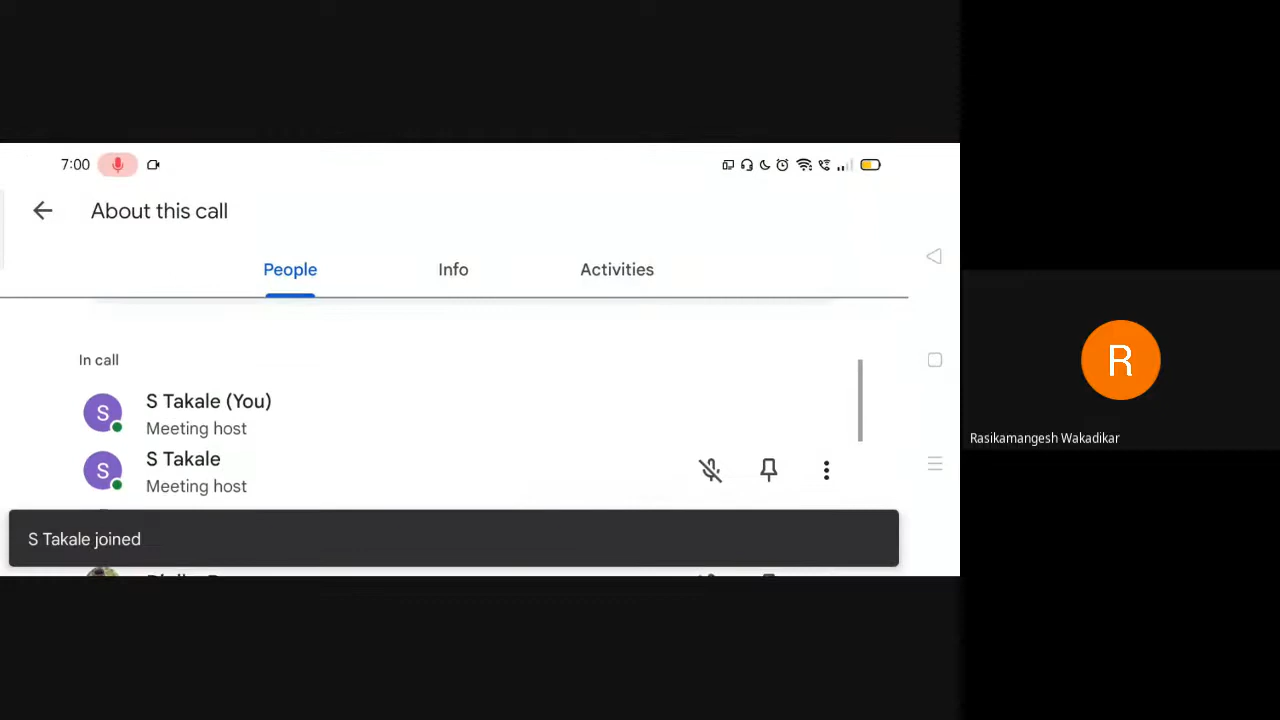 7:00
About this call
People
Info
Activities
In call
S
S Takale (You)
Meeting host
S
S Takale
Meeting host
S Takale joined
R
Rasikamangesh Wakadikar